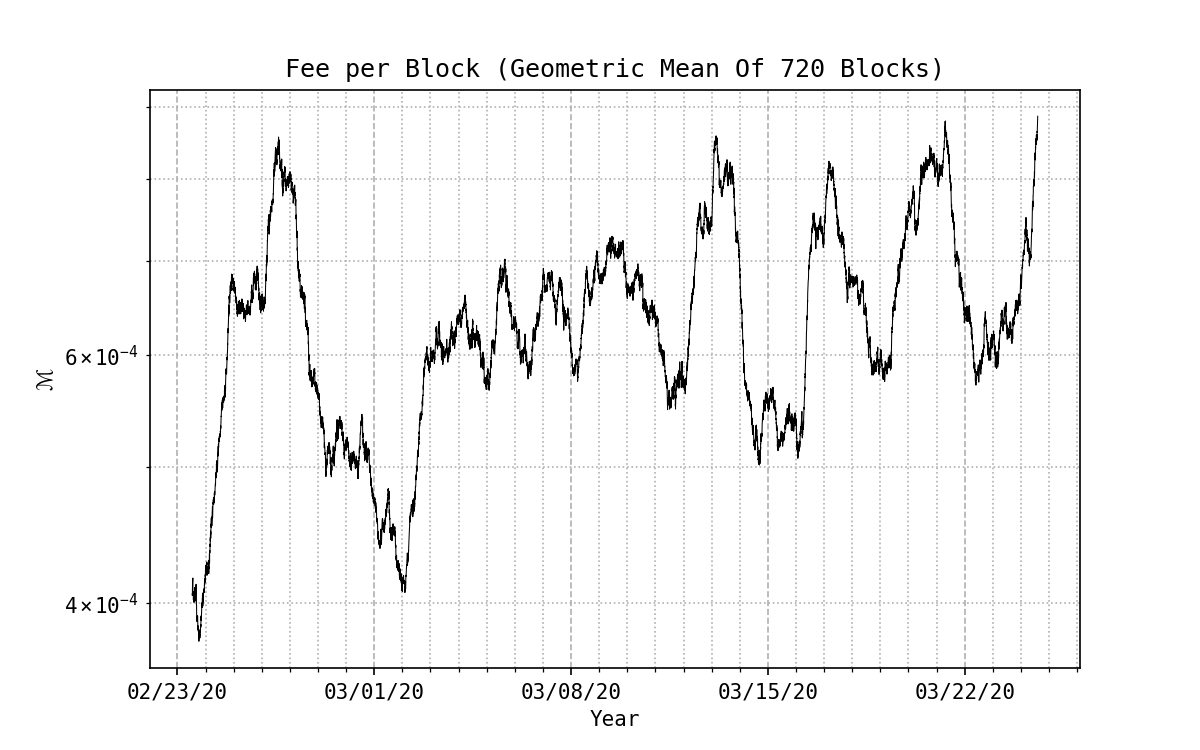 Fee per Block (Geometric Mean Of 720 Blocks)
ℳ
6×10⁻⁴
4×10⁻⁴
02/23/20 03/01/20 03/08/20 03/15/20 03/22/20
Year